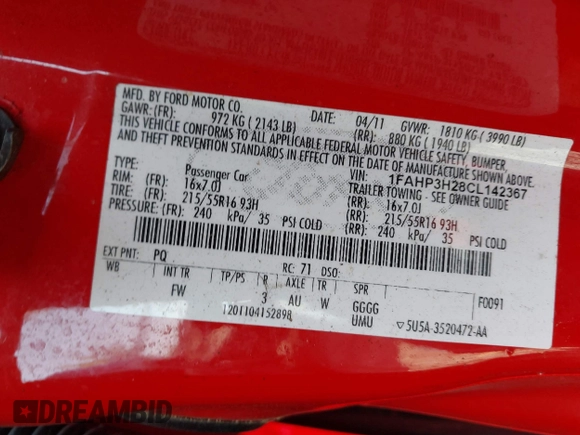 MFD. BY FORD MOTOR CO.
DATE: 04/11 GVWR: 1810 KG ( 3990 LB)
GAWR: (FR): 972 KG ( 2143 LB) (RR): 880 KG ( 1940 LB)
THIS VEHICLE CONFORMS TO ALL APPLICABLE FEDERAL MOTOR VEHICLE SAFETY, BUMPER,
AND THEFT PREVENTION STANDARDS IN EFFECT ON THE DATE OF MANUFACTURE SHOWN ABOVE.
VIN: 1FAHP3H28CL142367
TYPE: Passenger Car TRAILER TOWING - SEE OWNER GUIDE
RIM: (FR): 16x7.0J (RR): 16x7.0J
TIRE: (FR): 215/55R16 93H (RR): 215/55R16 93H
(FR): 240 kPa/ 35 PSI COLD (RR): 240 kPa/ 35 PSI COLD
EXT PNT: PQ RC: 71 DSO:
WB INT TR TP/PS R AXLE TR SPR F0091
FW 3 AU W GGGG
T201104152898 UMU ▽5U5A-3520472-AA
DREAMBID